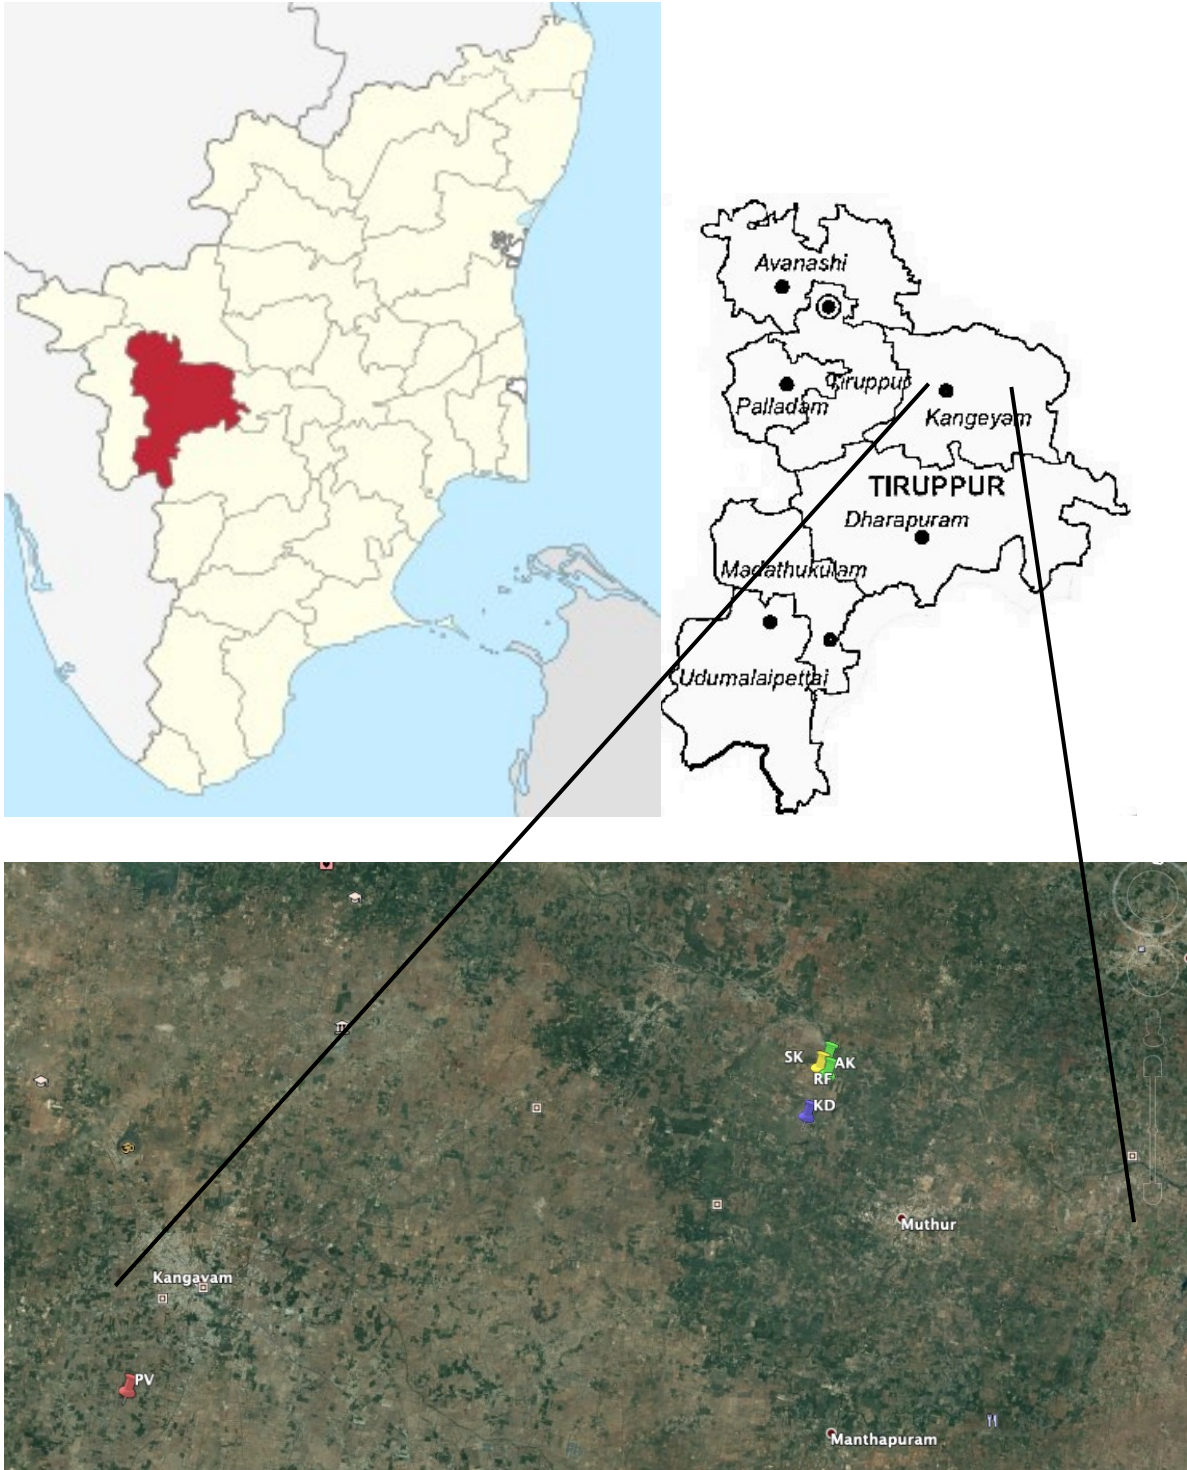 Avanashi
Tiruppur
Palladam
Kangeyam
TIRUPPUR
Dharapuram
Madathukulam
Udumalaipettai
SK
AK
RF
KD
Muthur
Kangayam
PV
Manthapuram